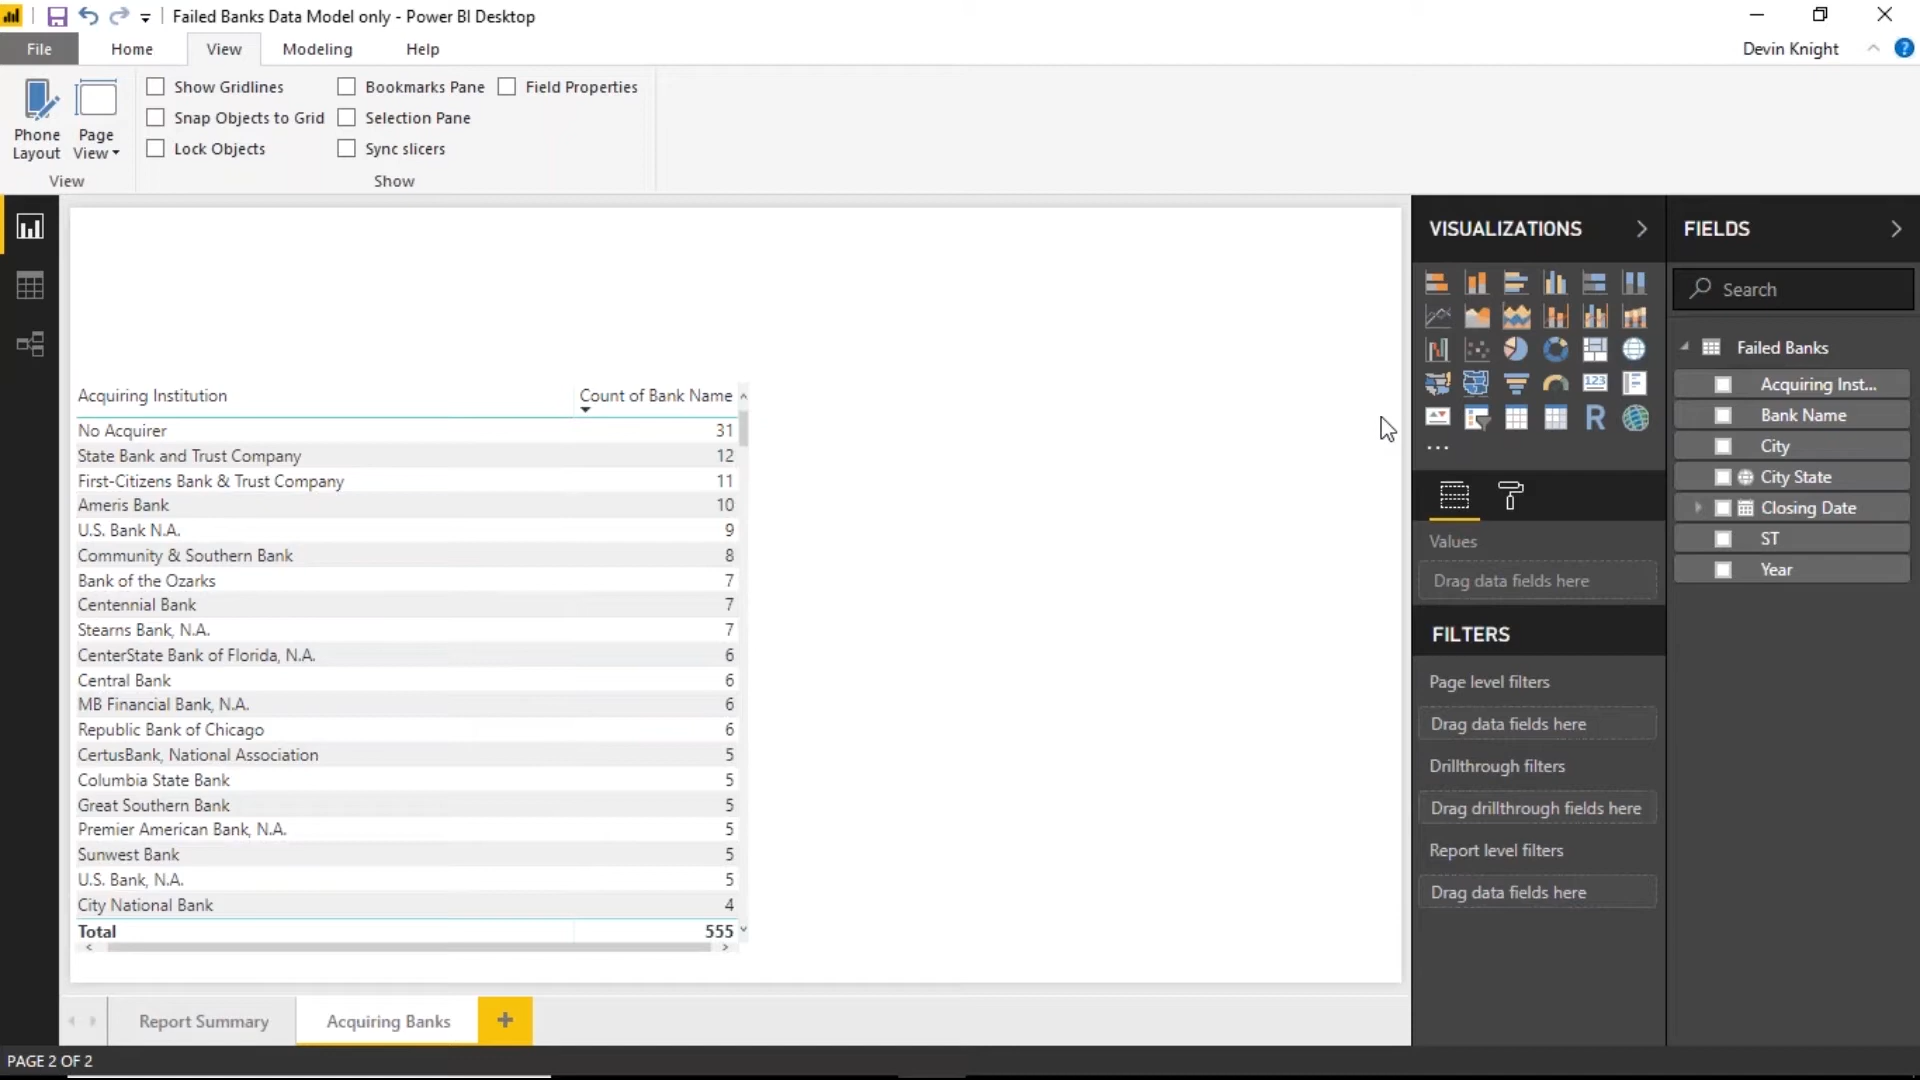 Failed Banks Data Model only - Power BI Desktop
File Home View Modeling Help Devin Knight ?
Show Gridlines Bookmarks Pane Field Properties
Snap Objects to Grid Selection Pane
Lock Objects Sync slicers
Phone Layout
Page View
View Show
VISUALIZATIONS
FIELDS
Search
Failed Banks
Acquiring Inst...
Bank Name
City
City State
Closing Date
ST
Year
123
R
...
Values
Drag data fields here
FILTERS
Page level filters
Drag data fields here
Drillthrough filters
Drag drillthrough fields here
Report level filters
Drag data fields here
Acquiring Institution Count of Bank Name
No Acquirer 31
State Bank and Trust Company 12
First-Citizens Bank & Trust Company 11
Ameris Bank 10
U.S. Bank N.A. 9
Community & Southern Bank 8
Bank of the Ozarks 7
Centennial Bank 7
Stearns Bank, N.A. 7
CenterState Bank of Florida, N.A. 6
Central Bank 6
MB Financial Bank, N.A. 6
Republic Bank of Chicago 6
CertusBank, National Association 5
Columbia State Bank 5
Great Southern Bank 5
Premier American Bank, N.A. 5
Sunwest Bank 5
U.S. Bank, N.A. 5
City National Bank 4
Total 555
Report Summary Acquiring Banks +
PAGE 2 OF 2